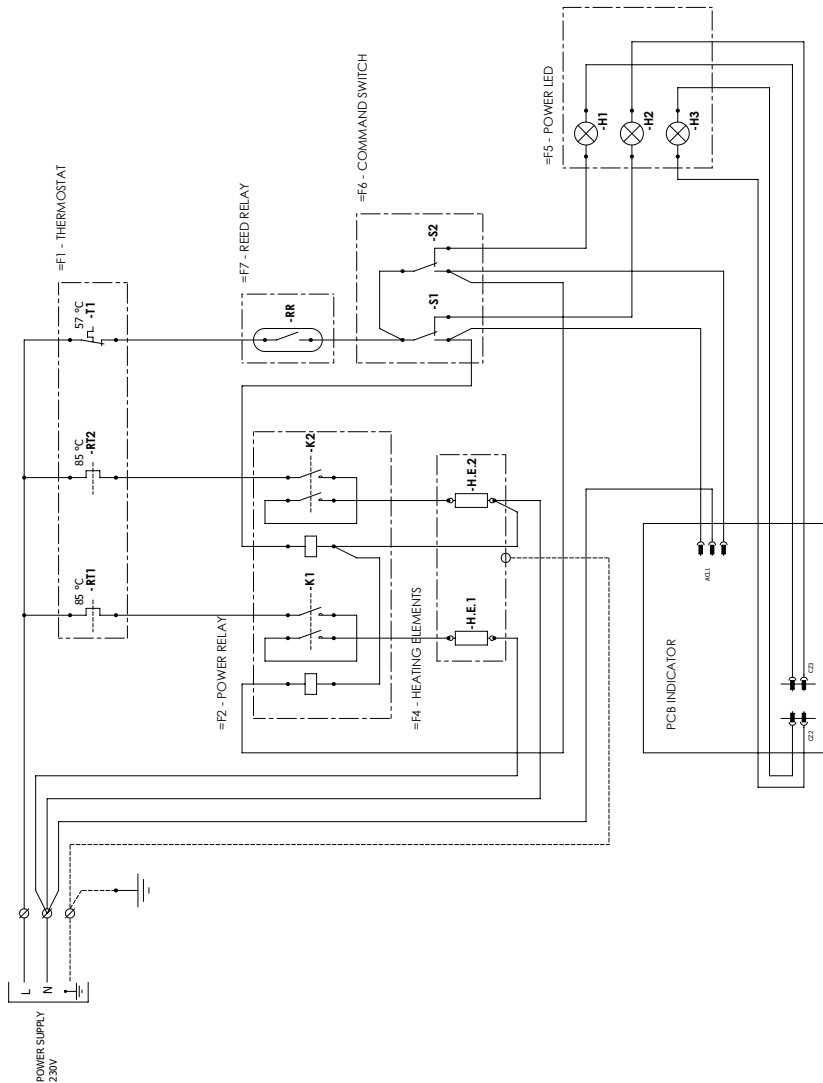 POWER SUPPLY
230V
L
N
=F1 - THERMOSTAT
85 °C
-RT1
85 °C
-RT2
57 °C
-T1
=F7 - REED RELAY
-RR
=F2 - POWER RELAY
-K1
-K2
=F6 - COMMAND SWITCH
-S1
-S2
=F4 - HEATING ELEMENTS
-H.E.1
-H.E.2
=F5 - POWER LED
-H1
-H2
-H3
PCB INDICATOR
ACL1
CZ2
CZ3